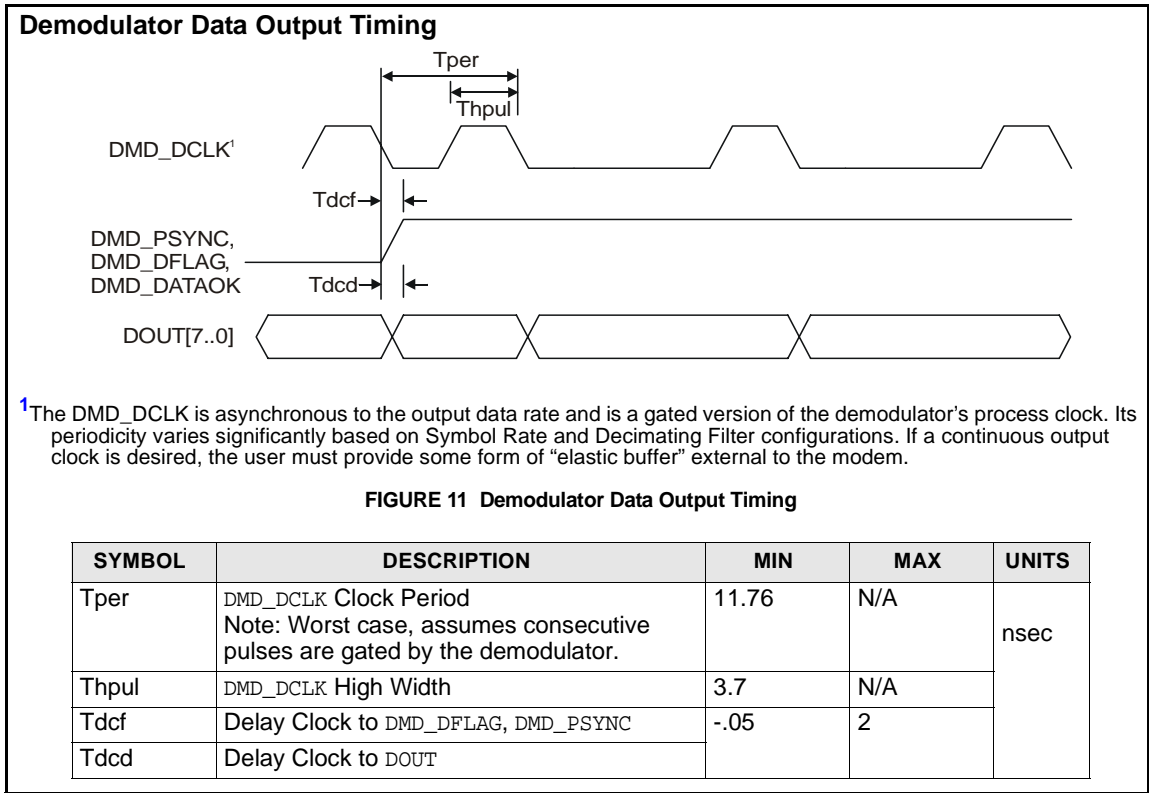 Demodulator Data Output Timing
Tper
Thpul
DMD_DCLK¹
Tdcf
DMD_PSYNC,
DMD_DFLAG,
DMD_DATAOK
Tdcd
DOUT[7..0]
¹The DMD_DCLK is asynchronous to the output data rate and is a gated version of the demodulator's process clock. Its
periodicity varies significantly based on Symbol Rate and Decimating Filter configurations. If a continuous output
clock is desired, the user must provide some form of “elastic buffer” external to the modem.
FIGURE 11 Demodulator Data Output Timing
SYMBOL DESCRIPTION MIN MAX UNITS
Tper DMD_DCLK Clock Period 11.76 N/A
Note: Worst case, assumes consecutive
nsec
pulses are gated by the demodulator.
Thpul DMD_DCLK High Width 3.7 N/A
Tdcf Delay Clock to DMD_DFLAG, DMD_PSYNC -.05 2
Tdcd Delay Clock to DOUT